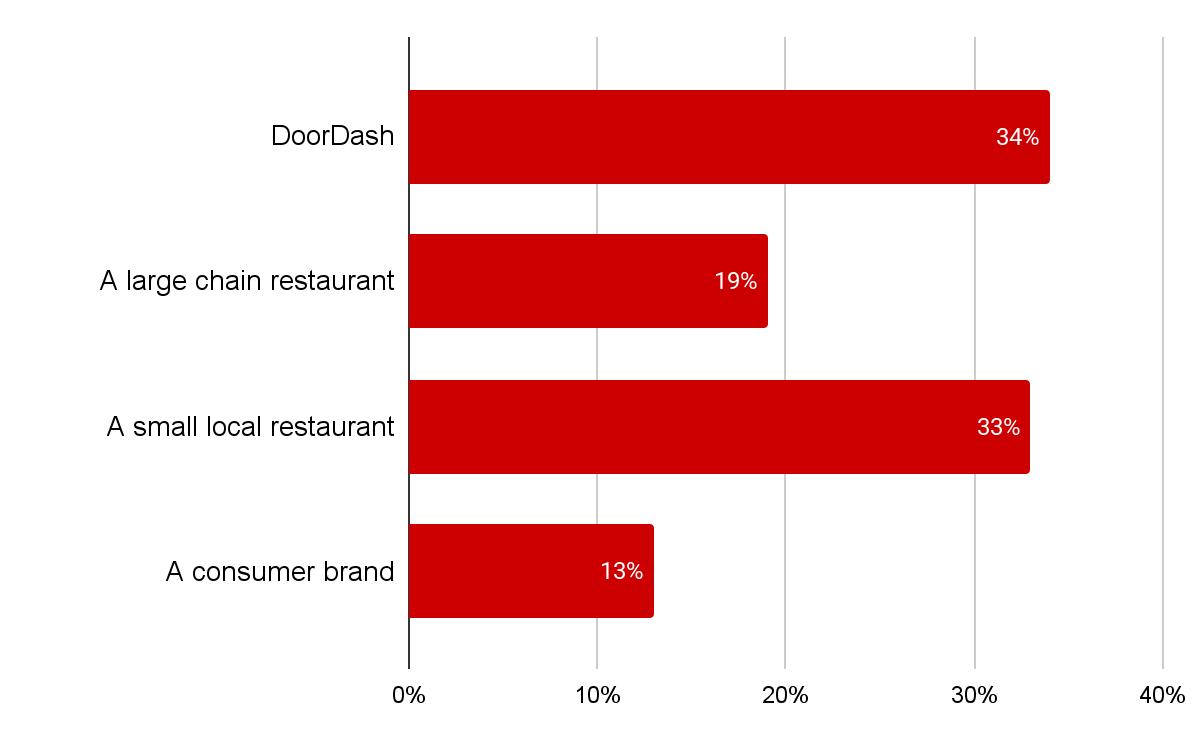 DoorDash
34%
A large chain restaurant
19%
A small local restaurant
33%
A consumer brand
13%
0%
10%
20%
30%
40%